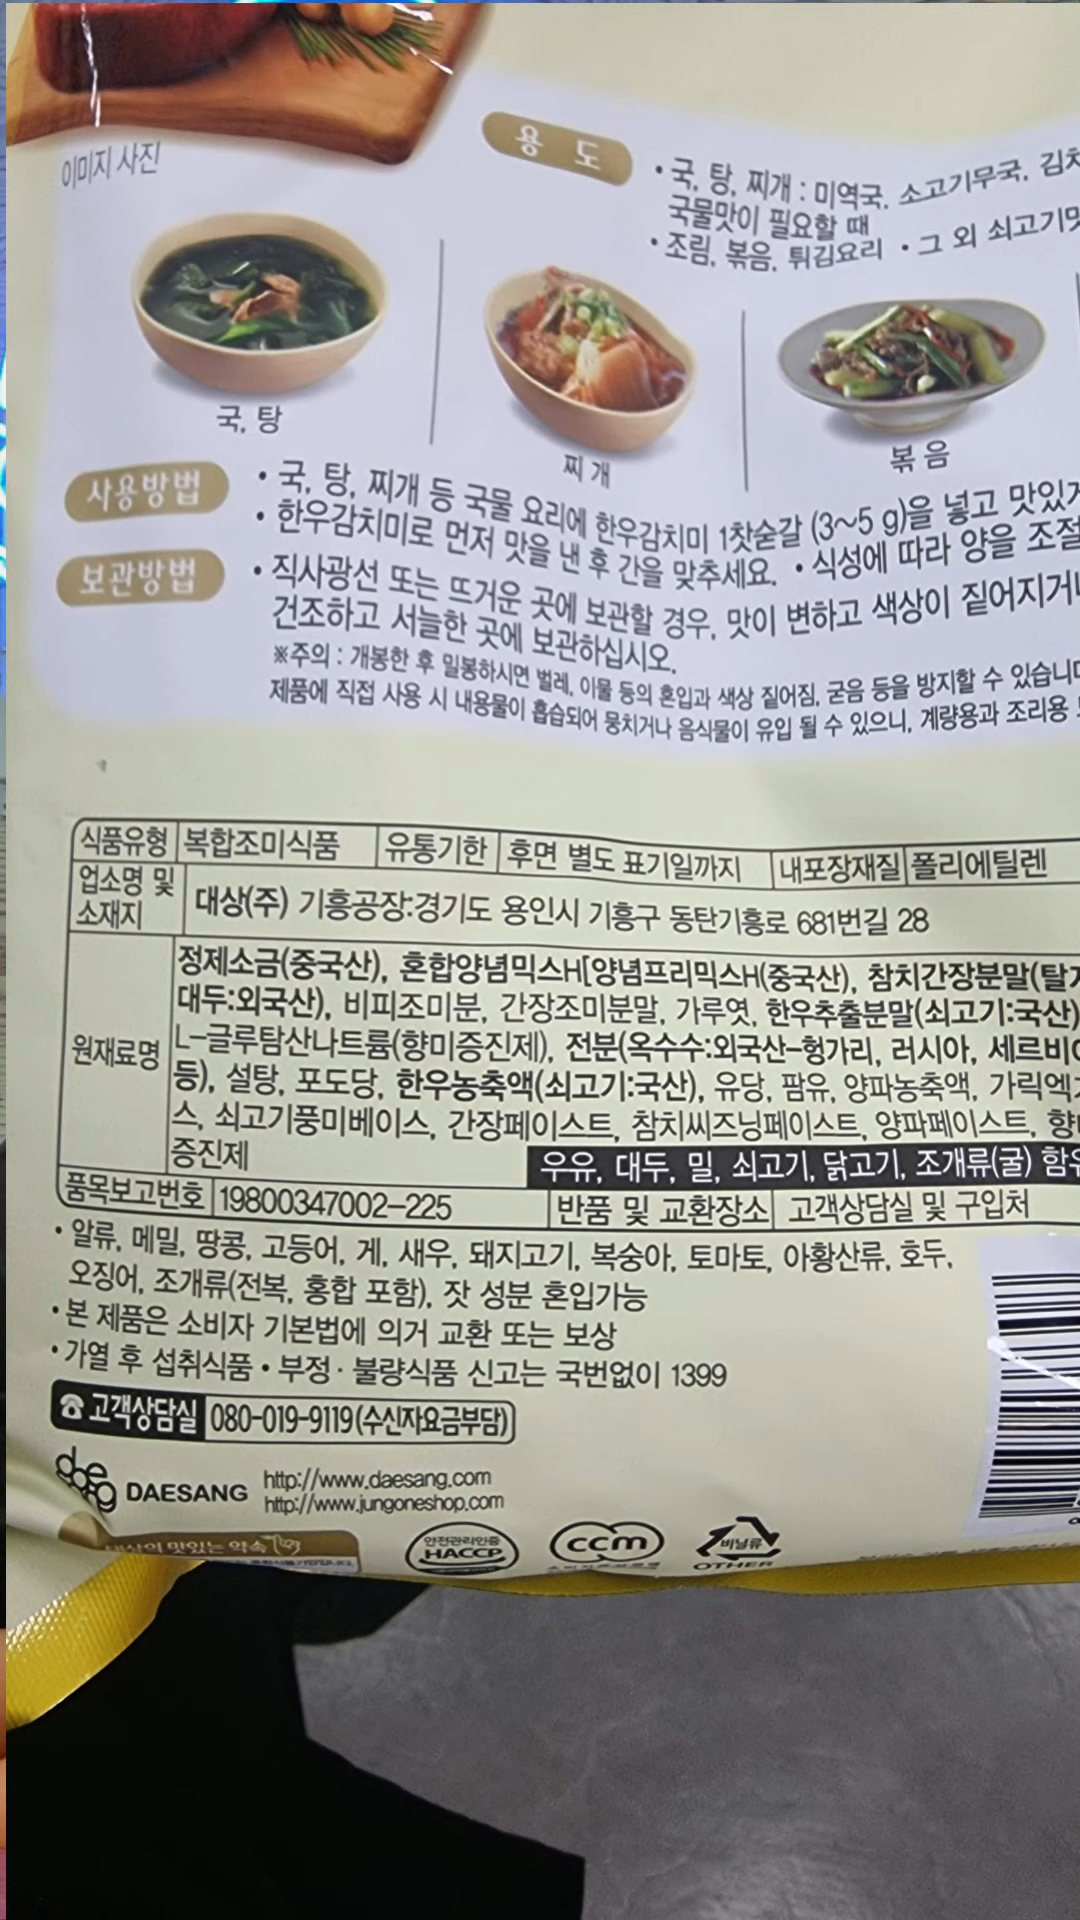 이미지 사진
용 도
• 국, 탕, 찌개 : 미역국, 소고기무국, 김치
국물맛이 필요할 때
• 조림, 볶음, 튀김요리 • 그 외 쇠고기맛
국, 탕
찌개
볶음
사용방법
• 국, 탕, 찌개 등 국물 요리에 한우감치미 1찻숟갈 (3~5 g)을 넣고 맛있게
• 한우감치미로 먼저 맛을 낸 후 간을 맞추세요. • 식성에 따라 양을 조절
보관방법
• 직사광선 또는 뜨거운 곳에 보관할 경우, 맛이 변하고 색상이 짙어지거나
건조하고 서늘한 곳에 보관하십시오.
※주의 : 개봉한 후 밀봉하시면 벌레, 이물 등의 혼입과 색상 짙어짐, 굳음 등을 방지할 수 있습니다
제품에 직접 사용 시 내용물이 흡습되어 뭉치거나 음식물이 유입 될 수 있으니, 계량용과 조리용
식품유형 복합조미식품 유통기한 후면 별도 표기일까지 내포장재질 폴리에틸렌
업소명 및 소재지 대상(주) 기흥공장:경기도 용인시 기흥구 동탄기흥로 681번길 28
원재료명
정제소금(중국산), 혼합양념믹스H[양념프리믹스H(중국산), 참치간장분말(탈지
대두:외국산), 비피조미분, 간장조미분말, 가루엿, 한우추출분말(쇠고기:국산)
L-글루탐산나트륨(향미증진제), 전분(옥수수:외국산-헝가리, 러시아, 세르비아
등), 설탕, 포도당, 한우농축액(쇠고기:국산), 유당, 팜유, 양파농축액, 가릭엑기
스, 쇠고기풍미베이스, 간장페이스트, 참치씨즈닝페이스트, 양파페이스트, 향미
증진제
우유, 대두, 밀, 쇠고기, 닭고기, 조개류(굴) 함유
품목보고번호 19800347002-225 반품 및 교환장소 고객상담실 및 구입처
• 알류, 메밀, 땅콩, 고등어, 게, 새우, 돼지고기, 복숭아, 토마토, 아황산류, 호두,
오징어, 조개류(전복, 홍합 포함), 잣 성분 혼입가능
• 본 제품은 소비자 기본법에 의거 교환 또는 보상
• 가열 후 섭취식품 • 부정 · 불량식품 신고는 국번없이 1399
☎ 고객상담실 080-019-9119(수신자요금부담)
DAESANG
http://www.daesang.com
http://www.jungoneshop.com
대상의 맛있는 약속
안전관리인증
HACCP
ccm
비닐류
OTHER